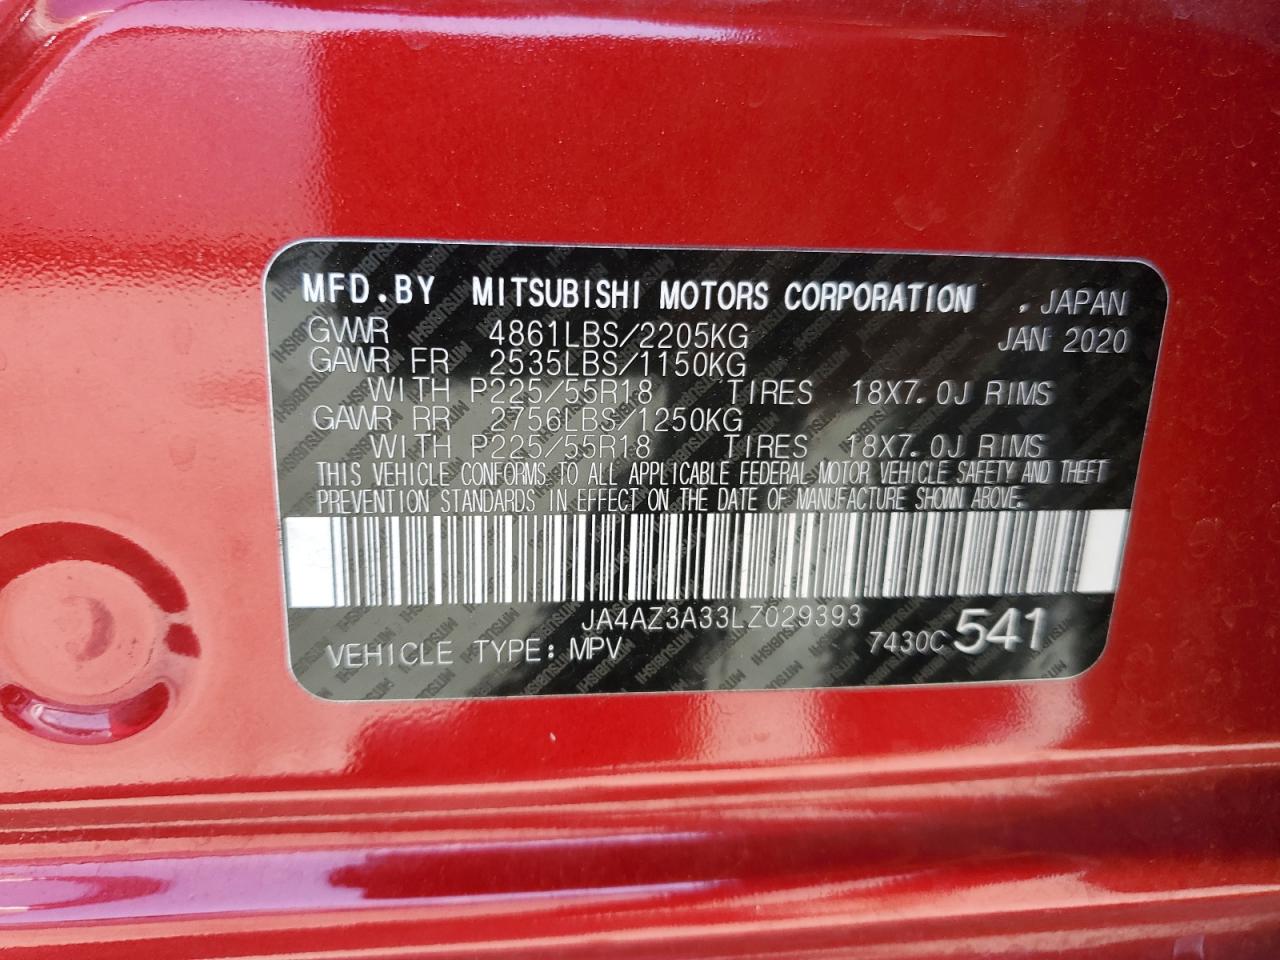 MFD.BY MITSUBISHI MOTORS CORPORATION , JAPAN
GVWR 4861LBS/2205KG JAN 2020
GAWR FR 2535LBS/1150KG
WITH P225/55R18 TIRES 18X7.0J RIMS
GAWR RR 2756LBS/1250KG
WITH P225/55R18 TIRES 18X7.0J RIMS
THIS VEHICLE CONFORMS TO ALL APPLICABLE FEDERAL MOTOR VEHICLE SAFETY AND THEFT
PREVENTION STANDARDS IN EFFECT ON THE DATE OF MANUFACTURE SHOWN ABOVE.
JA4AZ3A33LZ029393
VEHICLE TYPE: MPV 7430C 541